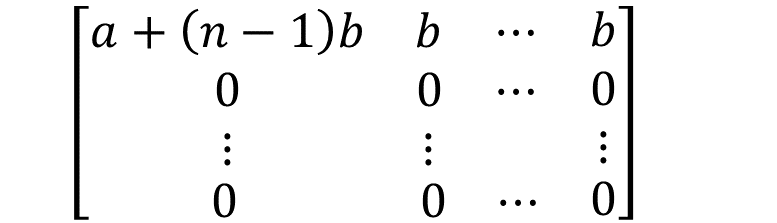 a + (n − 1)b b ⋯ b
0 0 ⋯ 0
⋮ ⋮ ⋮
0 0 ⋯ 0